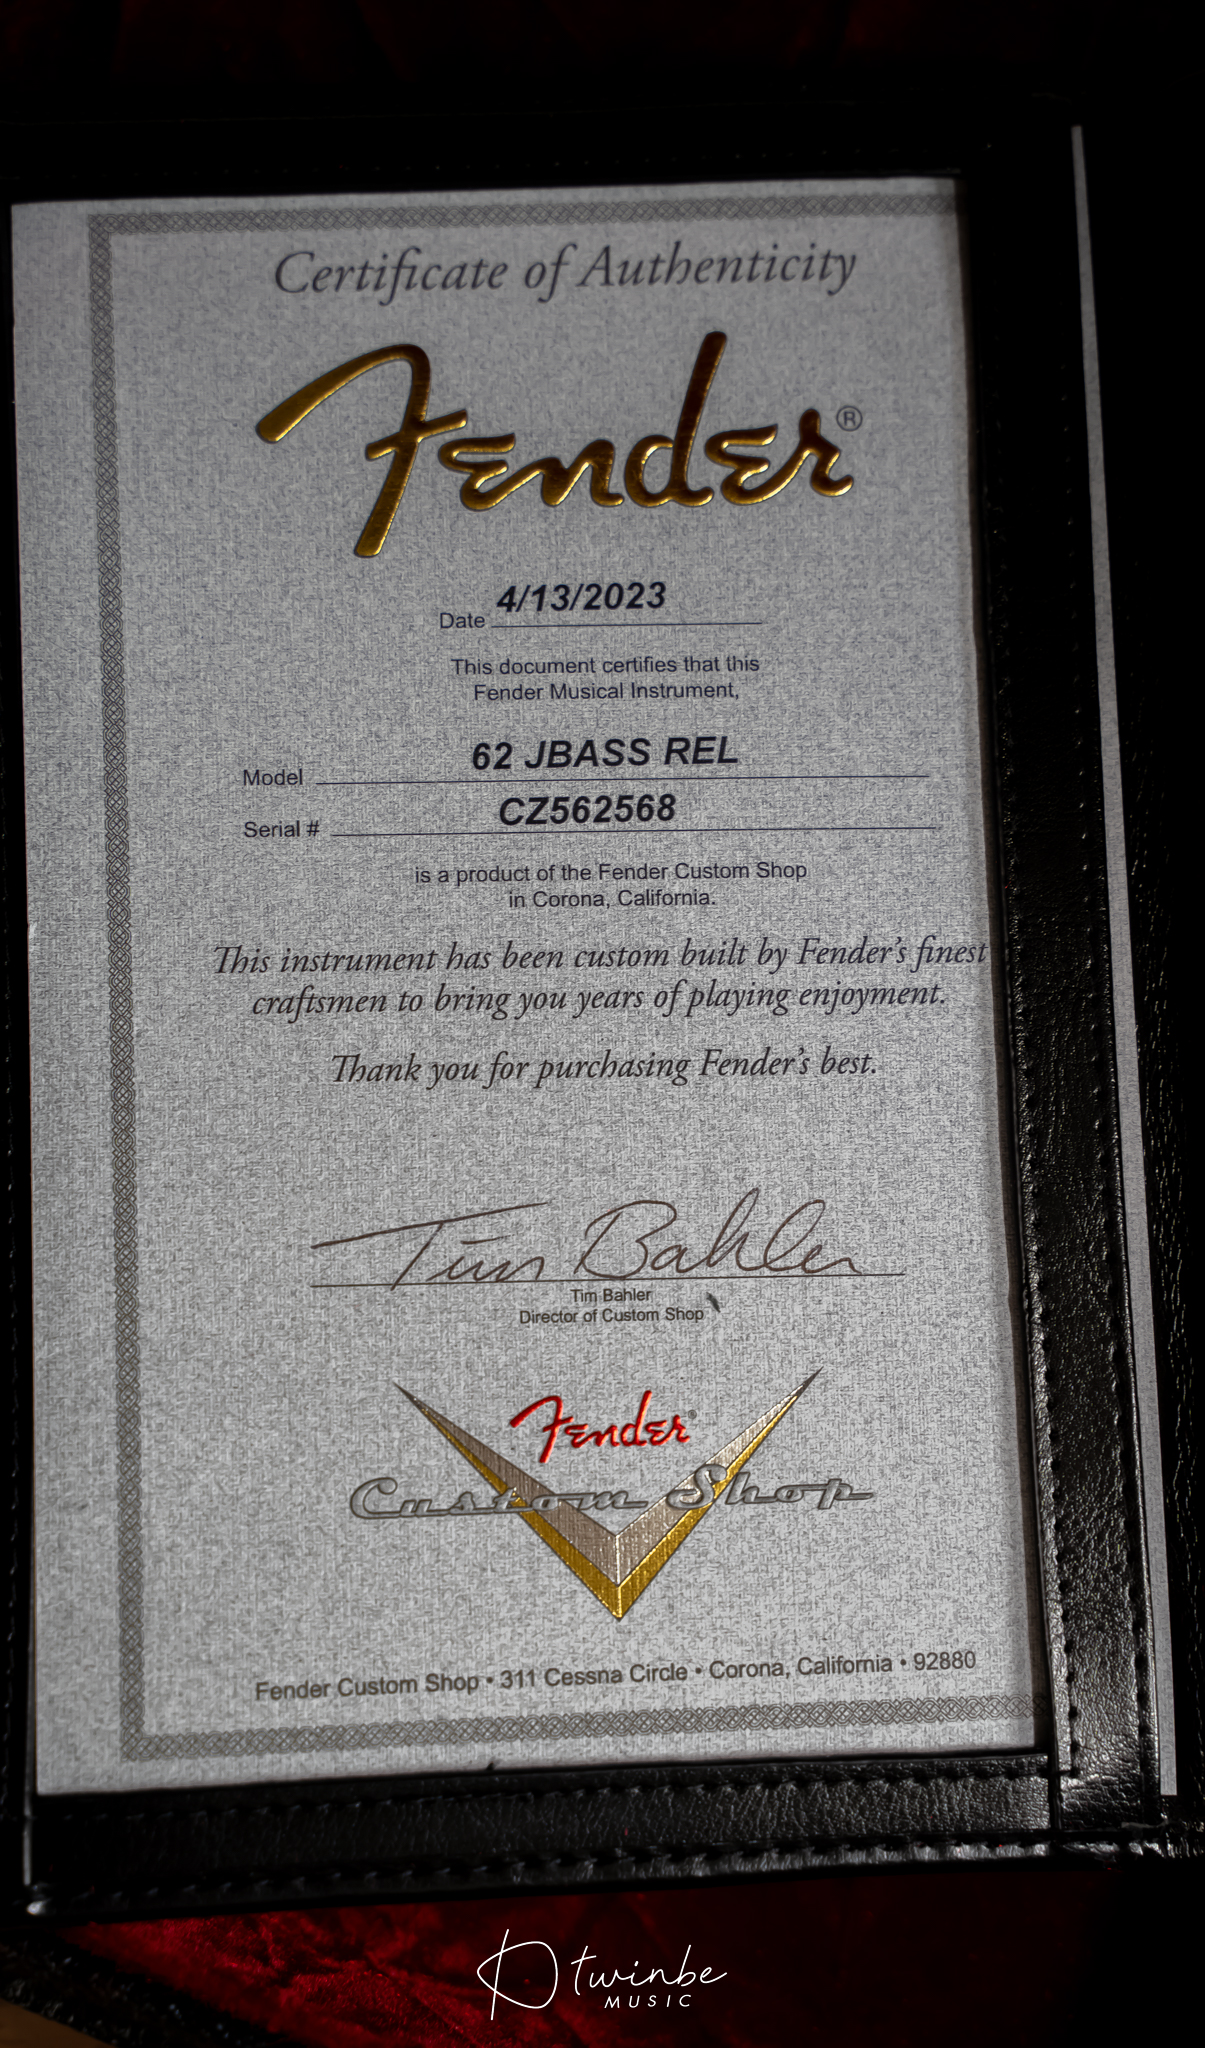 Certificate of Authenticity
Fender®
Date 4/13/2023
This document certifies that this
Fender Musical Instrument,
Model 62 JBASS REL
Serial # CZ562568
is a product of the Fender Custom Shop
in Corona, California.
This instrument has been custom built by Fender's finest
craftsmen to bring you years of playing enjoyment.
Thank you for purchasing Fender's best.
Tim Bahler
Tim Bahler
Director of Custom Shop
Fender®
Custom Shop
Fender Custom Shop • 311 Cessna Circle • Corona, California • 92880
twinbe
MUSIC